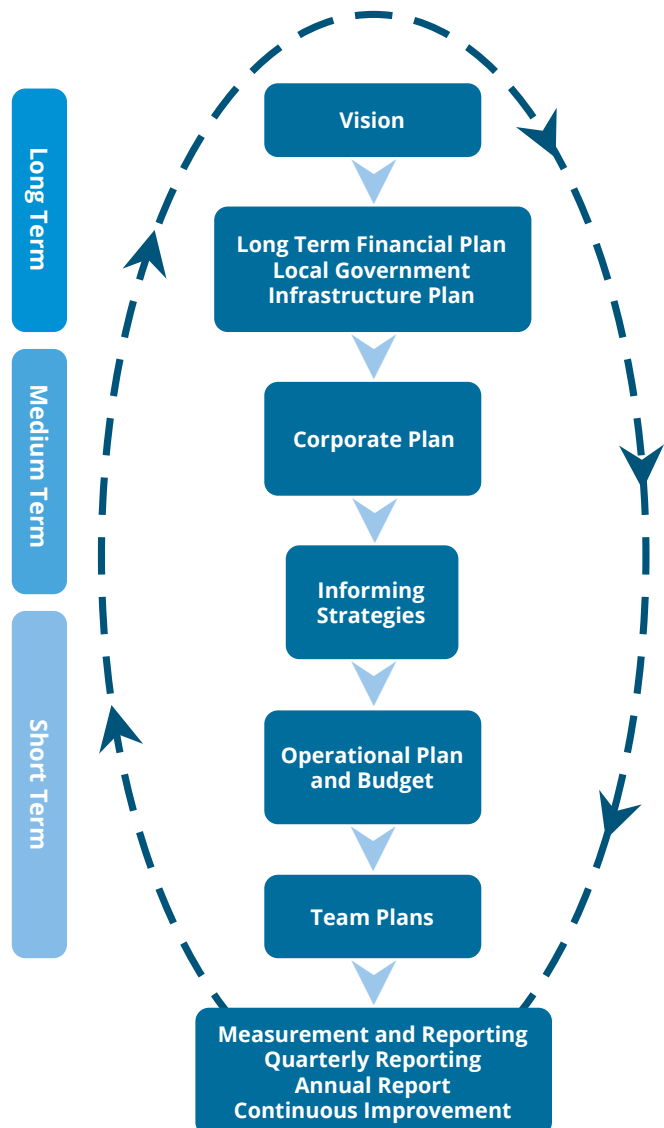 Long Term
Vision
Long Term Financial Plan
Local Government
Infrastructure Plan
Medium Term
Corporate Plan
Informing
Strategies
Short Term
Operational Plan
and Budget
Team Plans
Measurement and Reporting
Quarterly Reporting
Annual Report
Continuous Improvement